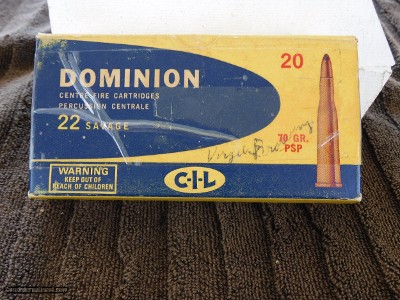 DOMINION
CENTRE FIRE CARTRIDGES
PERCUSSION CENTRALE
22 SAVAGE
20
70 GR.
PSP
WARNING
KEEP OUT OF
REACH OF CHILDREN
C-I-L